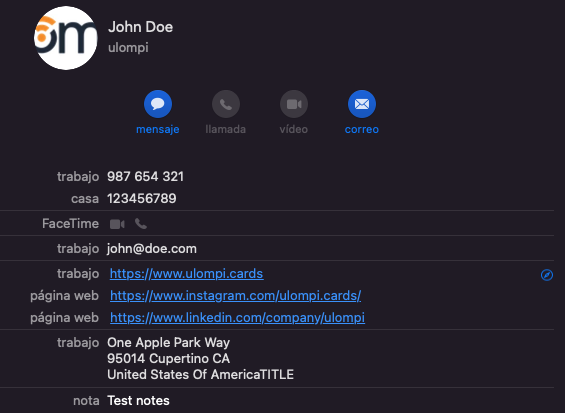 om
John Doe
ulompi
mensaje llamada vídeo correo
trabajo 987 654 321
casa 123456789
FaceTime
trabajo john@doe.com
trabajo https://www.ulompi.cards
página web https://www.instagram.com/ulompi.cards/
página web https://www.linkedin.com/company/ulompi
trabajo One Apple Park Way
95014 Cupertino CA
United States Of AmericaTITLE
nota Test notes